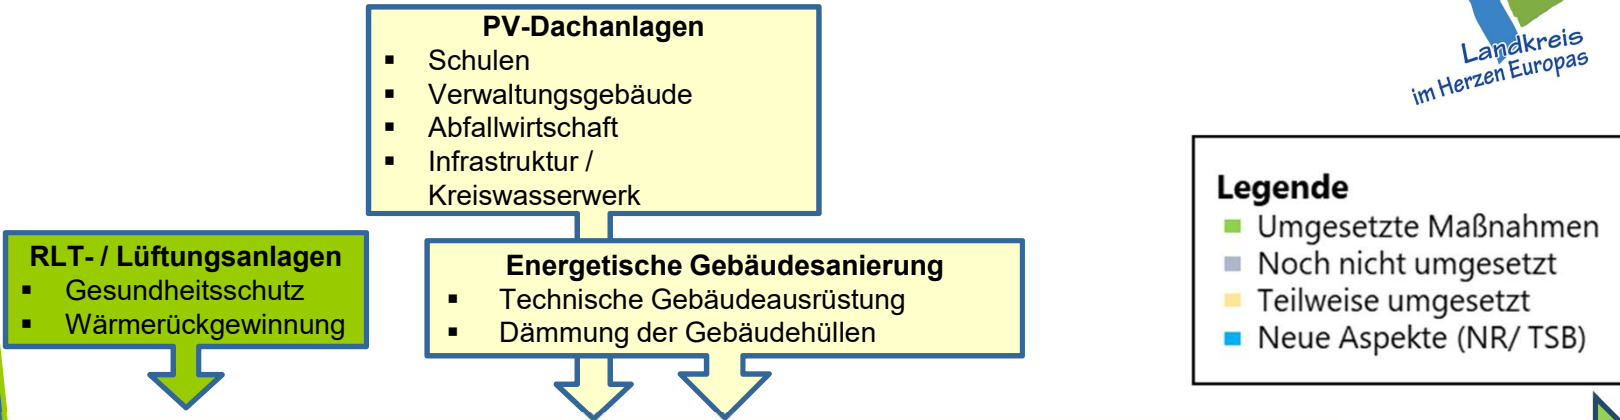 PV-Dachanlagen
▪ Schulen
▪ Verwaltungsgebäude
▪ Abfallwirtschaft
▪ Infrastruktur /
Kreiswasserwerk
Landkreis
im Herzen Europas
RLT- / Lüftungsanlagen
▪ Gesundheitsschutz
▪ Wärmerückgewinnung
Energetische Gebäudesanierung
▪ Technische Gebäudeausrüstung
▪ Dämmung der Gebäudehüllen
Legende
Umgesetzte Maßnahmen
Noch nicht umgesetzt
Teilweise umgesetzt
Neue Aspekte (NR/ TSB)